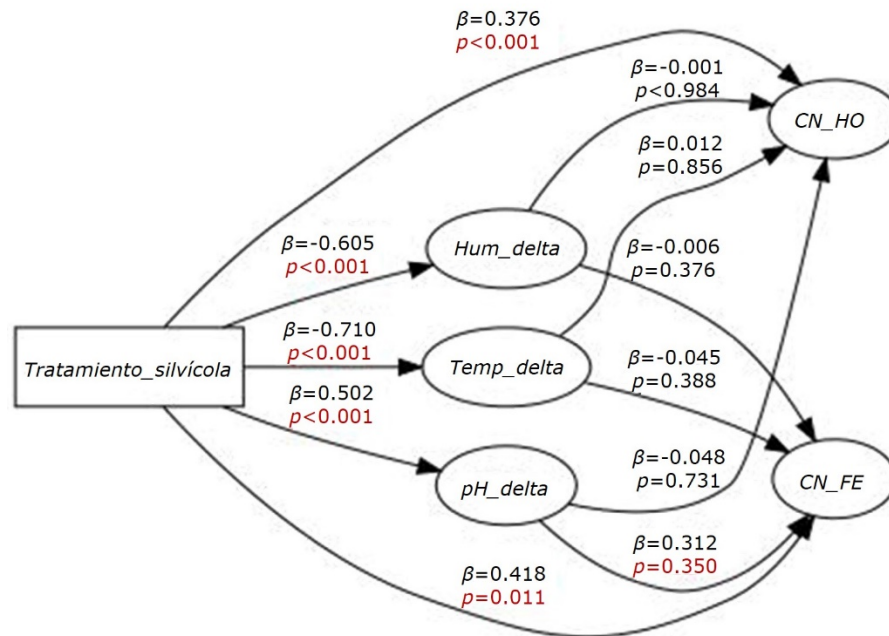 β=0.376
p<0.001
β=-0.001
p<0.984
CN_HO
β=0.012
p=0.856
Hum_delta
β=-0.605
p<0.001
β=-0.006
p=0.376
β=-0.710
p<0.001
Tratamiento_silvícola
Temp_delta
β=-0.045
p=0.388
β=0.502
p<0.001
pH_delta
β=-0.048
p=0.731
CN_FE
β=0.312
p=0.350
β=0.418
p=0.011